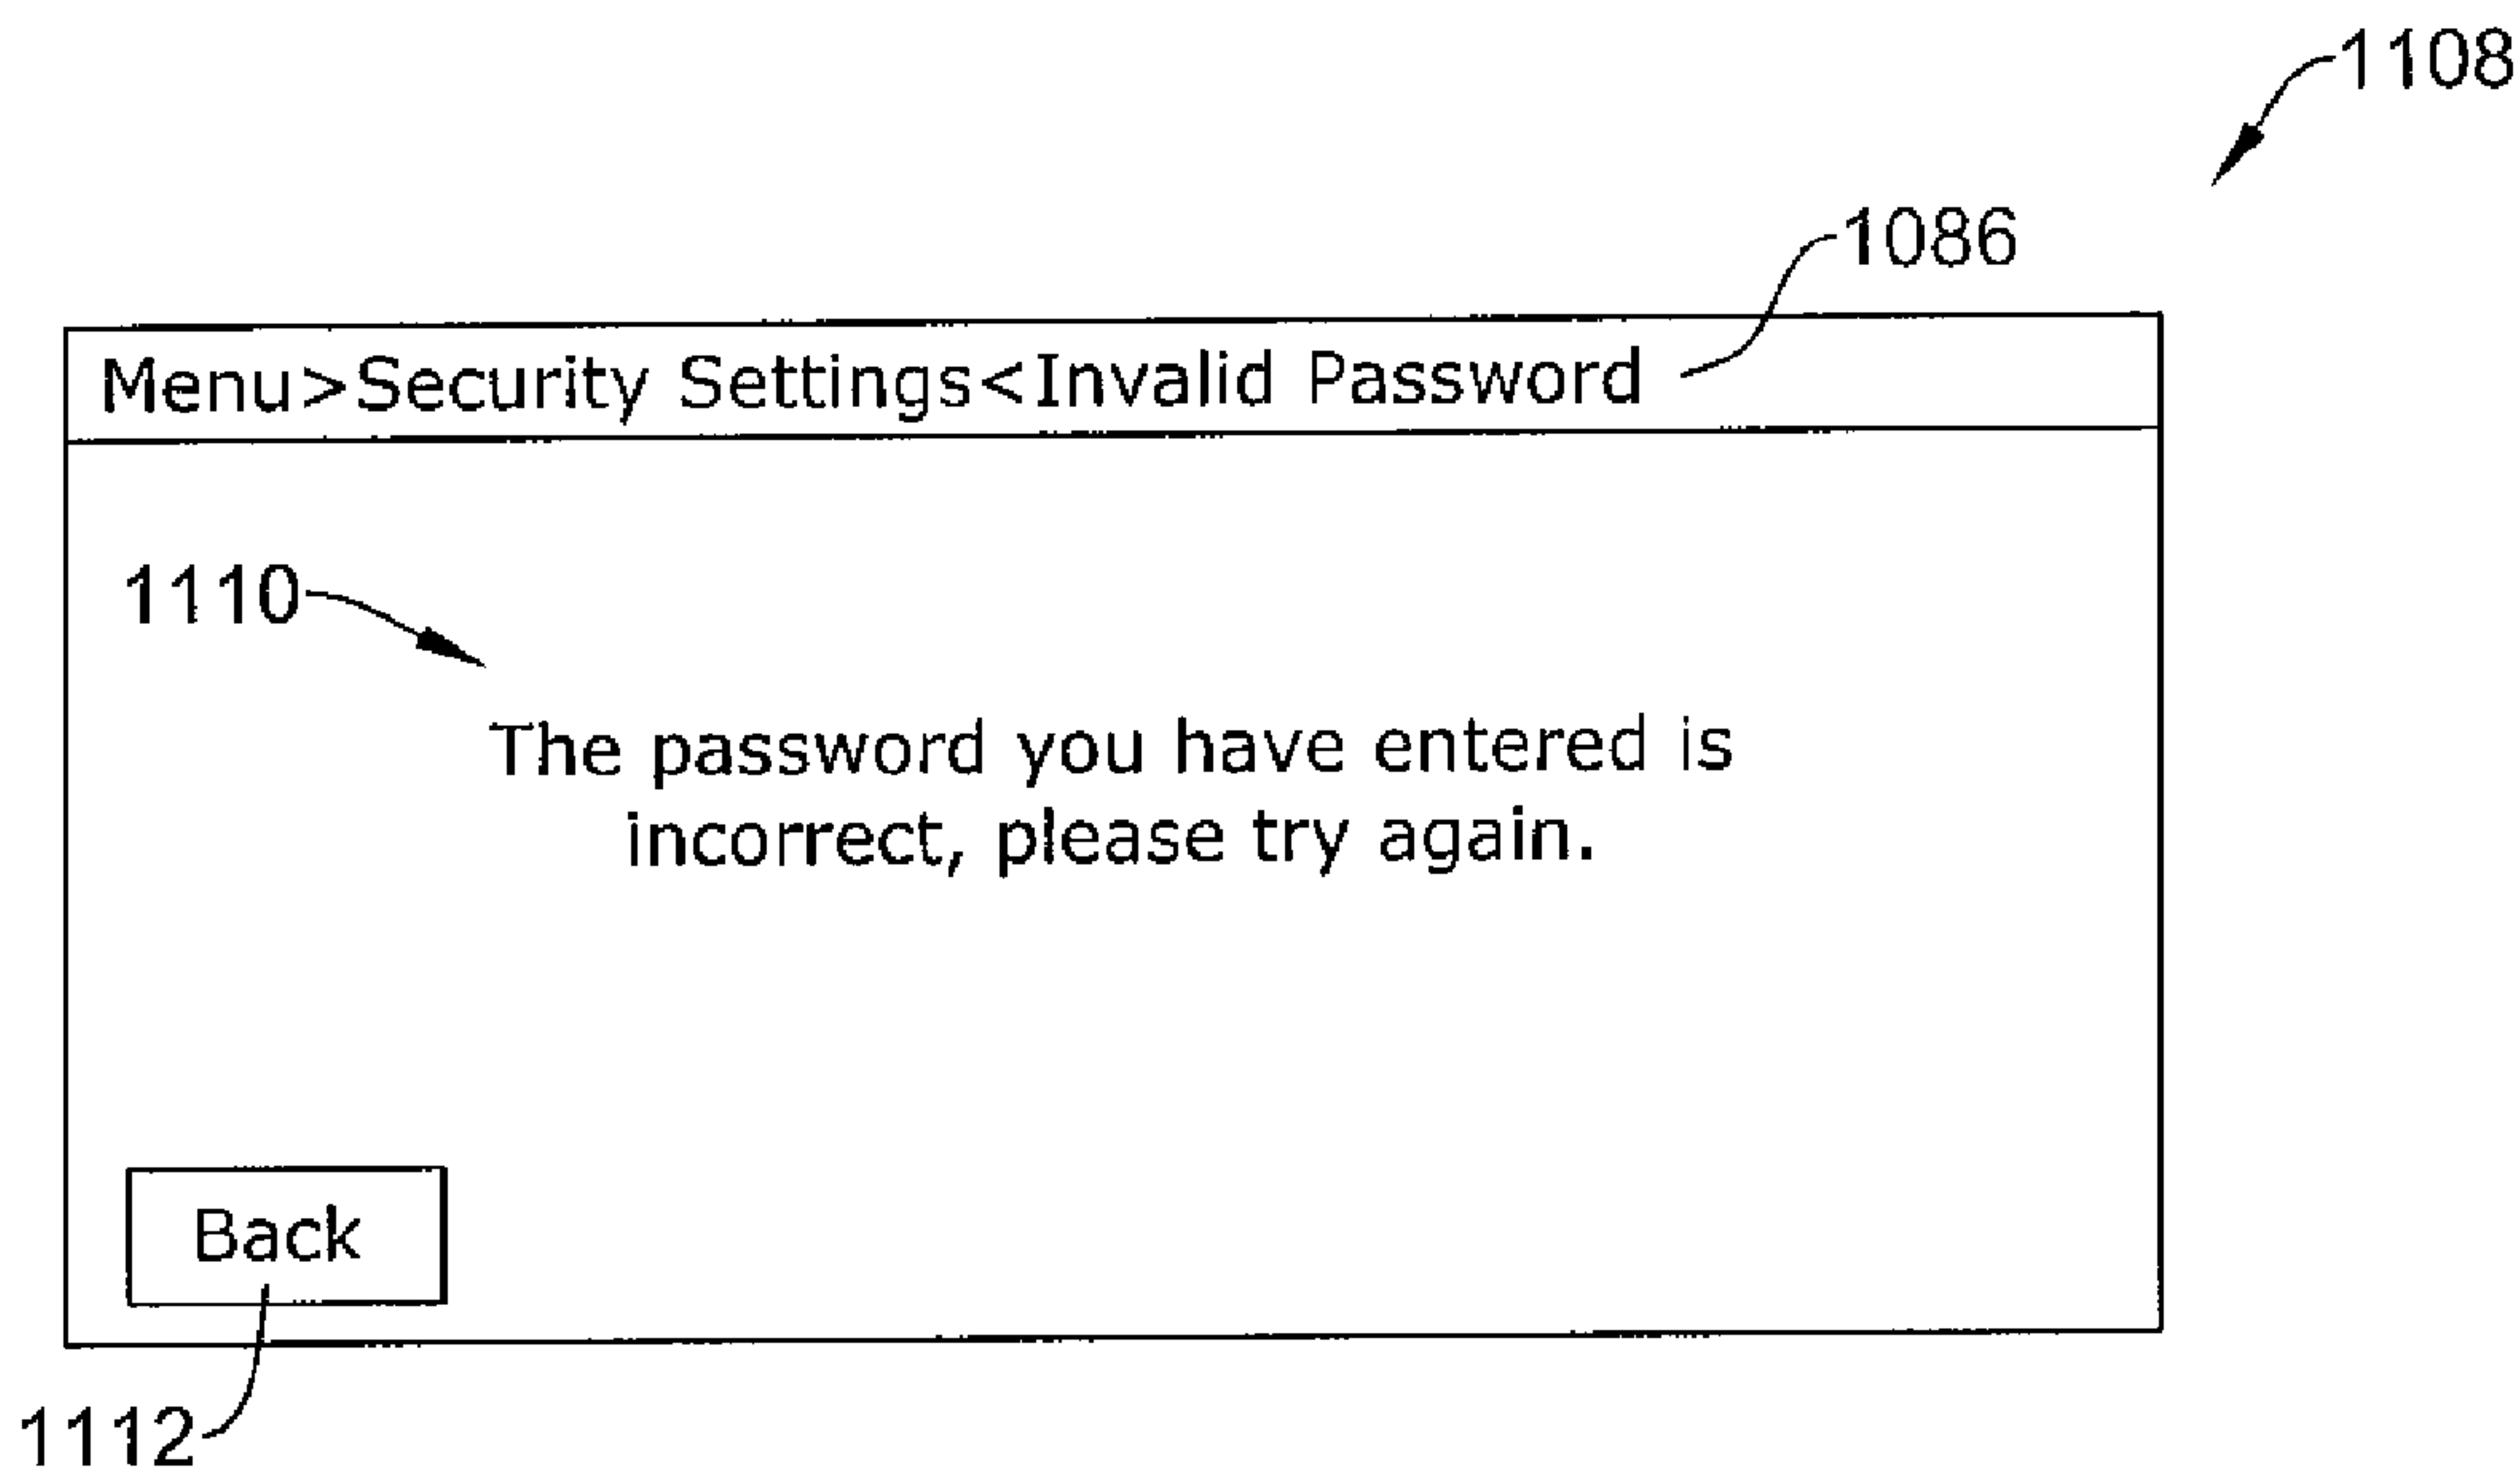 1108
1086
Menu>Security Settings<Invalid Password
1110
The password you have entered is
incorrect, please try again.
Back
1112